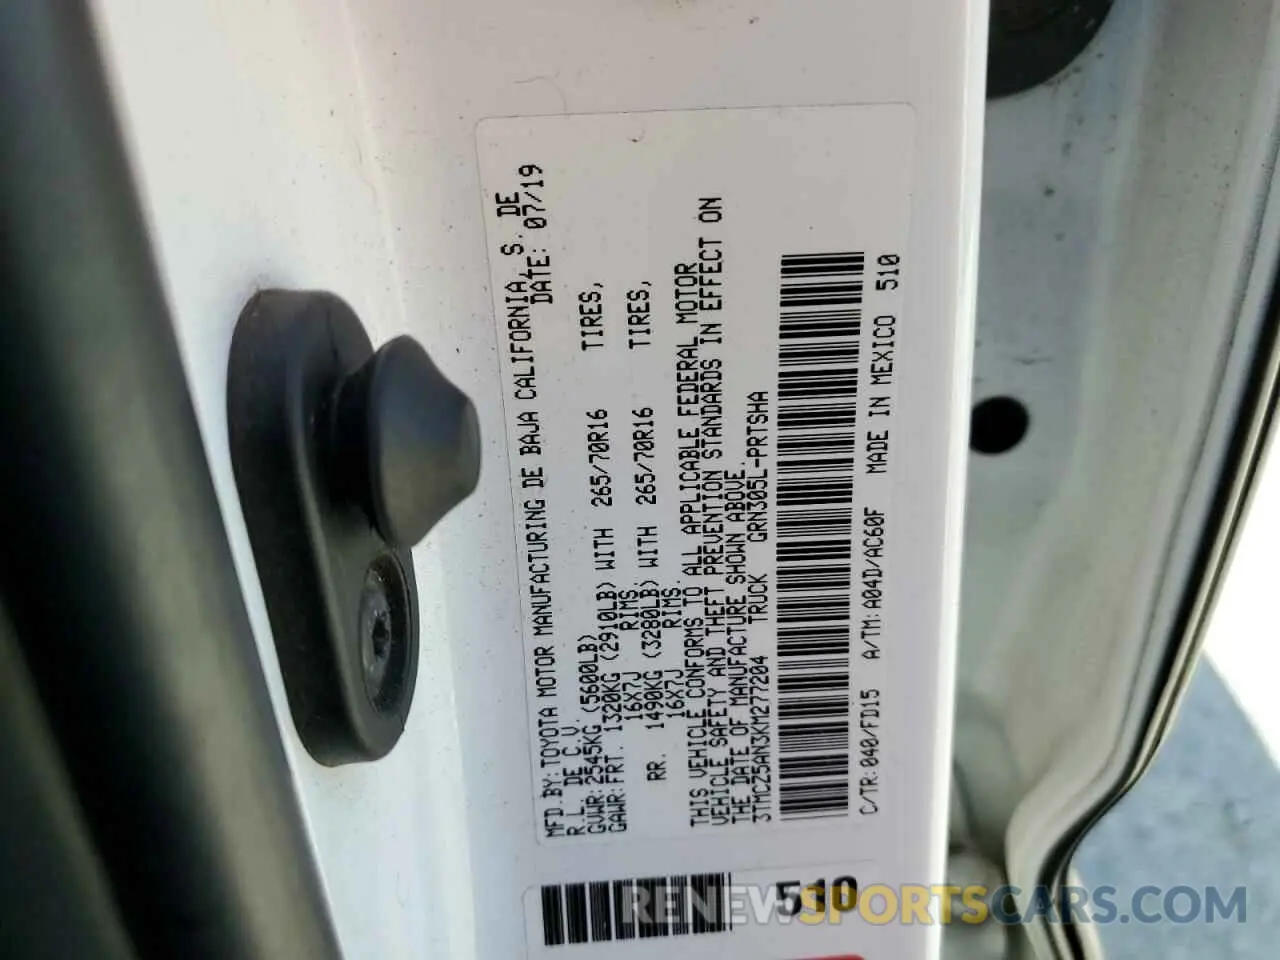 MFD.BY:TOYOTA MOTOR MANUFACTURING DE BAJA CALIFORNIA, S. DE
R.L. DE C.V. DATE: 07/19
GVWR:2545KG (5600LB)
GAWR:FRT. 1320KG (2910LB) WITH 265/70R16 TIRES,
16X7J RIMS,
RR. 1490KG (3280LB) WITH 265/70R16 TIRES,
16X7J RIMS.
THIS VEHICLE CONFORMS TO ALL APPLICABLE FEDERAL MOTOR
VEHICLE SAFETY AND THEFT PREVENTION STANDARDS IN EFFECT ON
THE DATE OF MANUFACTURE SHOWN ABOVE.
3TMCZ5AN3KM277204 TRUCK GRN305L-PRTSHA
C/TR:040/FD15 A/TM:A04D/AC60F MADE IN MEXICO 510
510
RENEWSPORTSCARS.COM